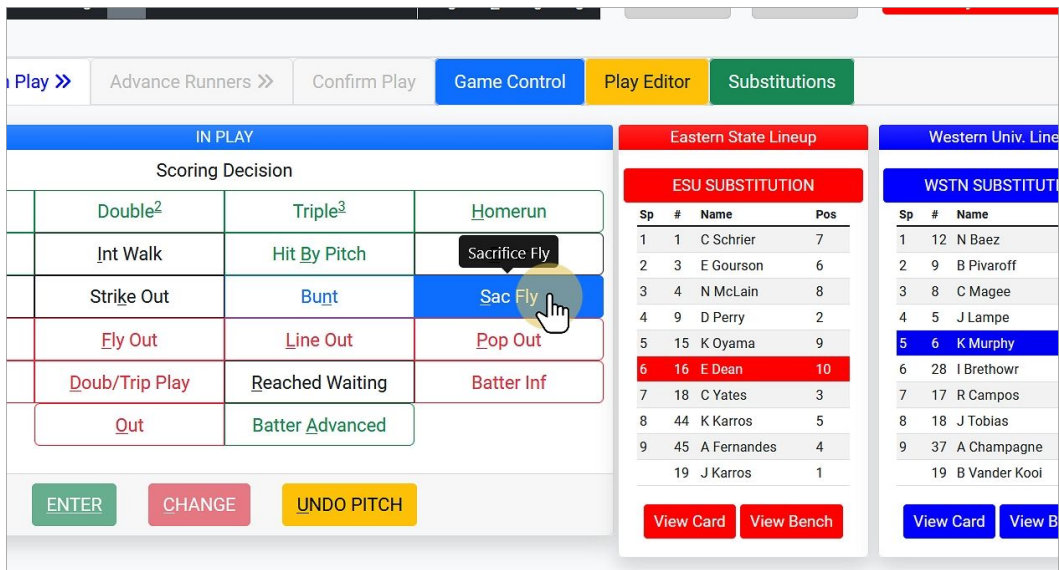 Play >> Advance Runners >> Confirm Play Game Control Play Editor Substitutions
IN PLAY
Scoring Decision
Double2 Triple3 Homerun
Int Walk Hit By Pitch
Sacrifice Fly
Strike Out Bunt Sac Fly
Fly Out Line Out Pop Out
Doub/Trip Play Reached Waiting Batter Inf
Out Batter Advanced
ENTER CHANGE UNDO PITCH
Eastern State Lineup
ESU SUBSTITUTION
Sp # Name Pos
1 1 C Schrier 7
2 3 E Gourson 6
3 4 N McLain 8
4 9 D Perry 2
5 15 K Oyama 9
6 16 E Dean 10
7 18 C Yates 3
8 44 K Karros 5
9 45 A Fernandes 4
19 J Karros 1
View Card View Bench
Western Univ. Line
WSTN SUBSTITUTI
Sp # Name
1 12 N Baez
2 9 B Pivaroff
3 8 C Magee
4 5 J Lampe
5 6 K Murphy
6 28 I Brethowr
7 17 R Campos
8 18 J Tobias
9 37 A Champagne
19 B Vander Kooi
View Card View B